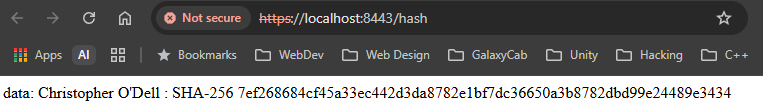 Not secure https://localhost:8443/hash
Apps AI Bookmarks WebDev Web Design GalaxyCab Unity Hacking C++
data: Christopher O'Dell : SHA-256 7ef268684cf45a33ec442d3da8782e1bf7dc36650a3b8782dbd99e24489e3434